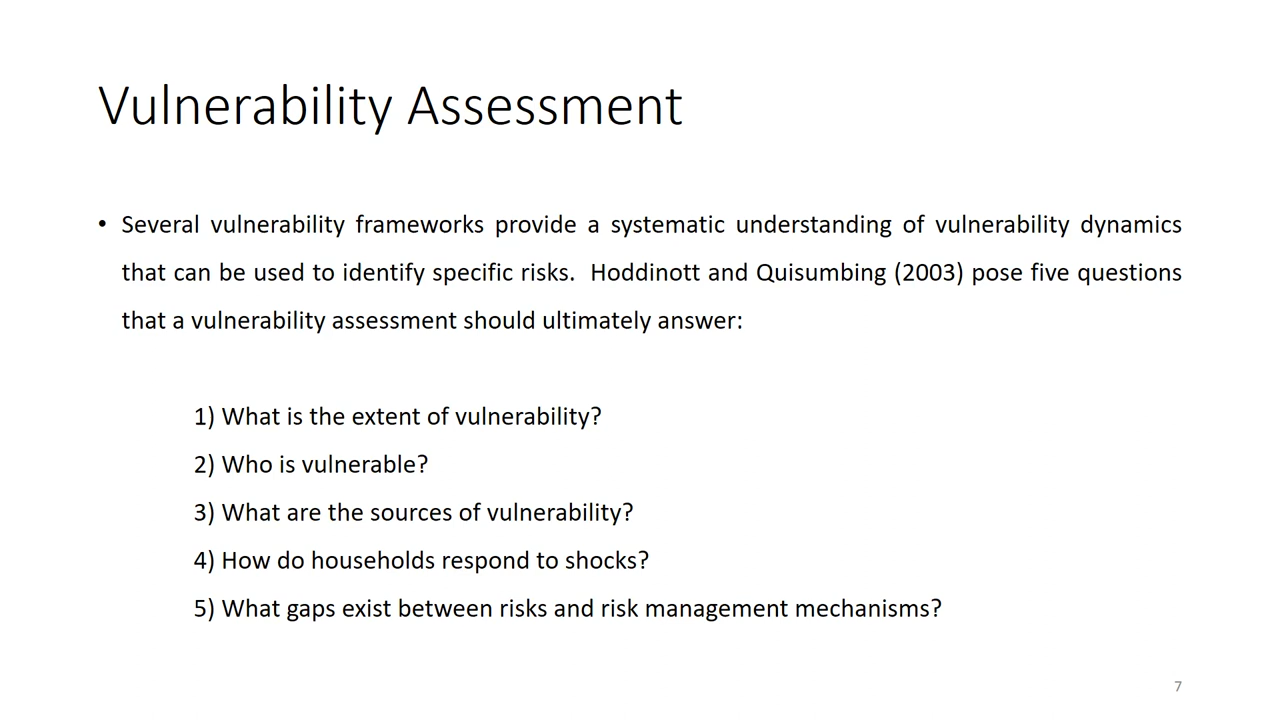 Vulnerability Assessment
• Several vulnerability frameworks provide a systematic understanding of vulnerability dynamics
that can be used to identify specific risks.  Hoddinott and Quisumbing (2003) pose five questions
that a vulnerability assessment should ultimately answer:
1) What is the extent of vulnerability?
2) Who is vulnerable?
3) What are the sources of vulnerability?
4) How do households respond to shocks?
5) What gaps exist between risks and risk management mechanisms?
7